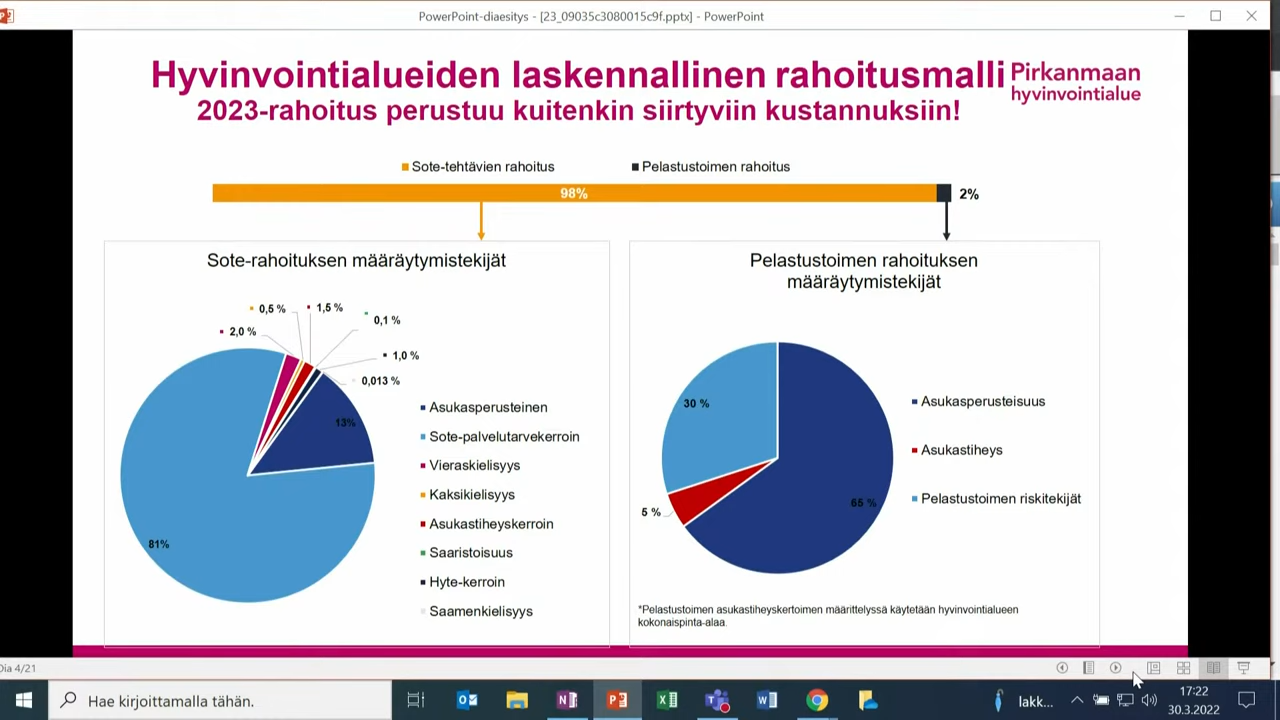 PowerPoint-diaesitys - [23_09035c3080015c9f.pptx] - PowerPoint
Hyvinvointialueiden laskennallinen rahoitusmalli
2023-rahoitus perustuu kuitenkin siirtyviin kustannuksiin!
Pirkanmaan
hyvinvointialue
Sote-tehtävien rahoitus
Pelastustoimen rahoitus
98%
2%
Sote-rahoituksen määräytymistekijät
0,5 %
1,5 %
0,1 %
2,0 %
1,0 %
0,013 %
13%
81%
Asukasperusteinen
Sote-palvelutarvekerroin
Vieraskielisyys
Kaksikielisyys
Asukastiheyskerroin
Saaristoisuus
Hyte-kerroin
Saamenkielisyys
Pelastustoimen rahoituksen
määräytymistekijät
30 %
5 %
65 %
Asukasperusteisuus
Asukastiheys
Pelastustoimen riskitekijät
*Pelastustoimen asukastiheyskertoimen määrittelyssä käytetään hyvinvointialueen
kokonaispinta-alaa.
Dia 4/21
Hae kirjoittamalla tähän.
lakk...
17:22
30.3.2022